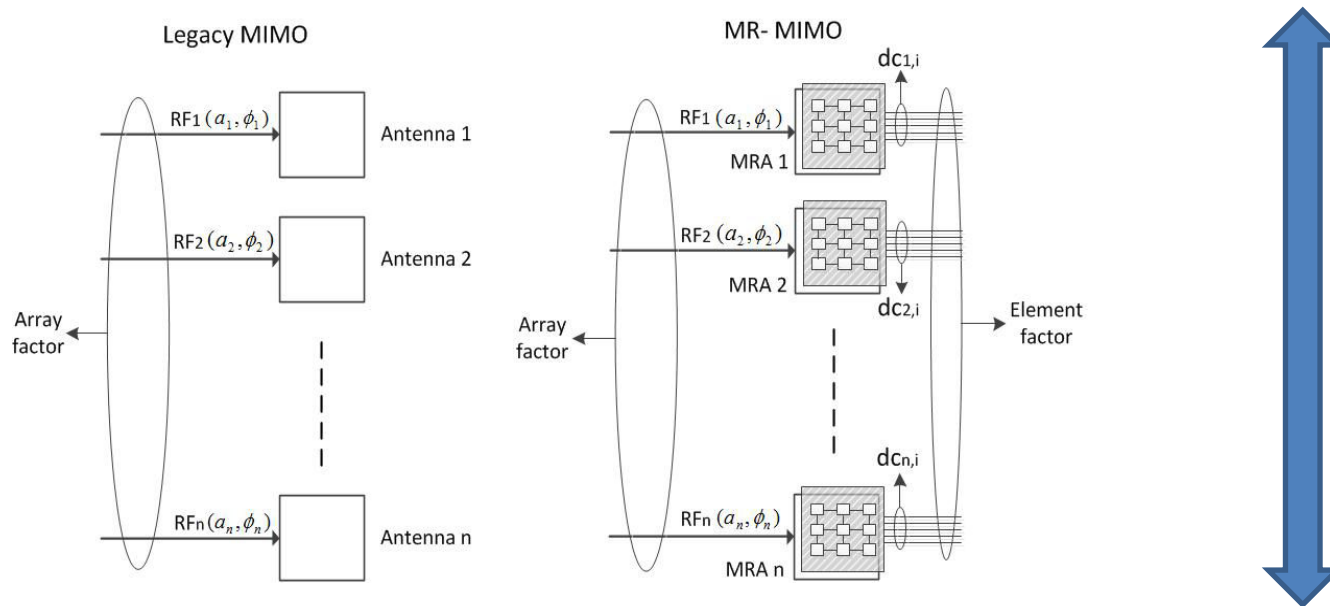 Legacy MIMO
RF1(a₁,ϕ₁)
Antenna 1
RF2(a₂,ϕ₂)
Antenna 2
Array
factor
RFn(aₙ,ϕₙ)
Antenna n
MR- MIMO
dc1,i
RF1(a₁,ϕ₁)
MRA 1
RF2(a₂,ϕ₂)
MRA 2
dc2,i
Array
factor
Element
factor
dcn,i
RFn(aₙ,ϕₙ)
MRA n